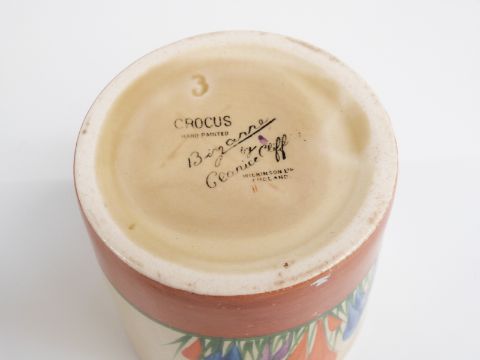 3
CROCUS
HAND PAINTED
Bizarre
by
Clarice Cliff
WILKINSON LTD
ENGLAND